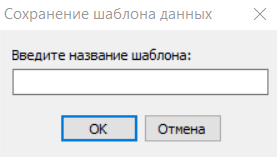 Сохранение шаблона данных
Введите название шаблона:
ОК
Отмена